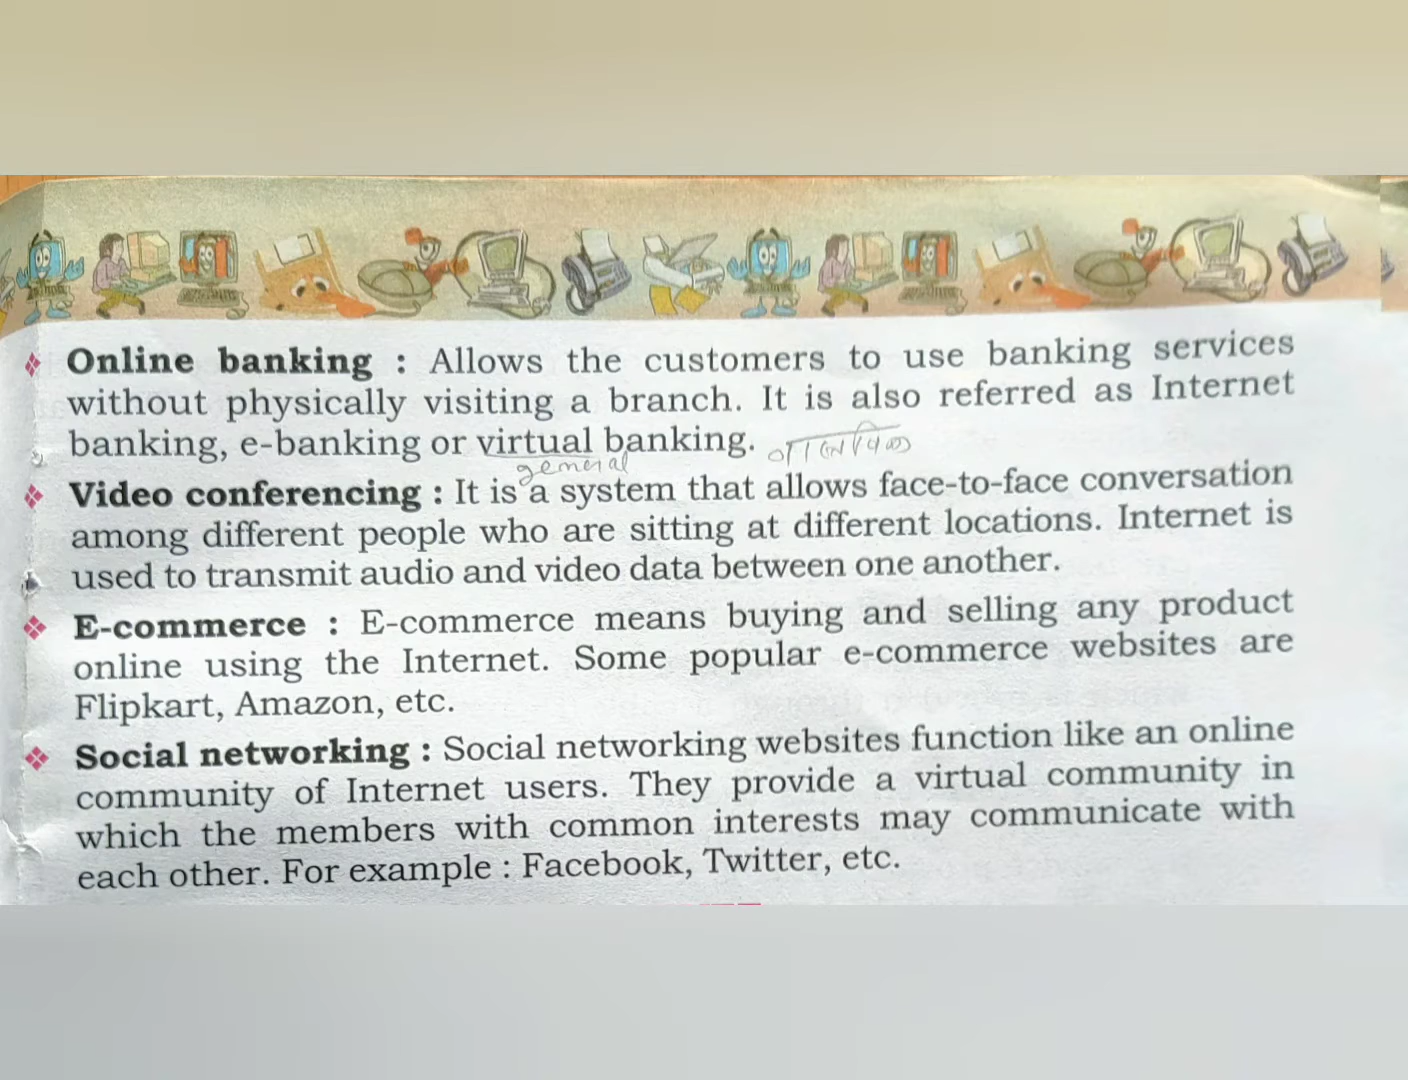 ❖ Online banking : Allows the customers to use banking services
without physically visiting a branch. It is also referred as Internet
banking, e-banking or virtual banking.
general
❖ Video conferencing : It is a system that allows face-to-face conversation
among different people who are sitting at different locations. Internet is
used to transmit audio and video data between one another.
❖ E-commerce : E-commerce means buying and selling any product
online using the Internet. Some popular e-commerce websites are
Flipkart, Amazon, etc.
❖ Social networking : Social networking websites function like an online
community of Internet users. They provide a virtual community in
which the members with common interests may communicate with
each other. For example : Facebook, Twitter, etc.